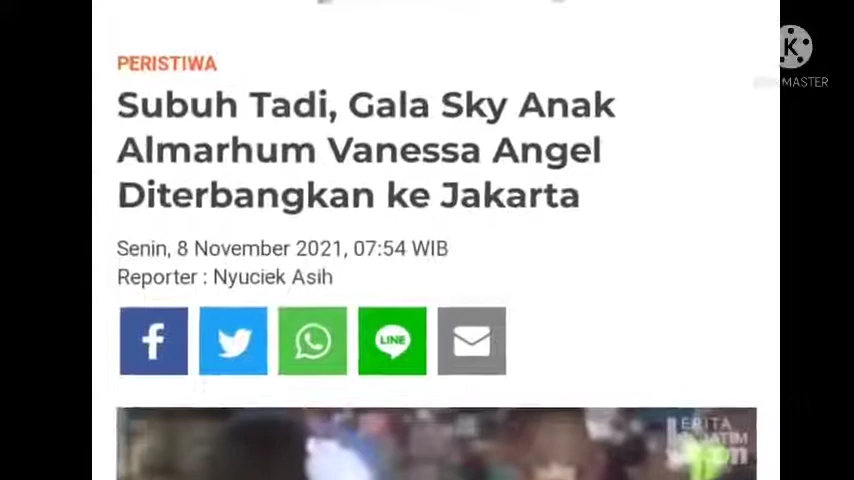 PERISTIWA
Subuh Tadi, Gala Sky Anak
Almarhum Vanessa Angel
Diterbangkan ke Jakarta
Senin, 8 November 2021, 07:54 WIB
Reporter : Nyuciek Asih
LINE
K
MASTER